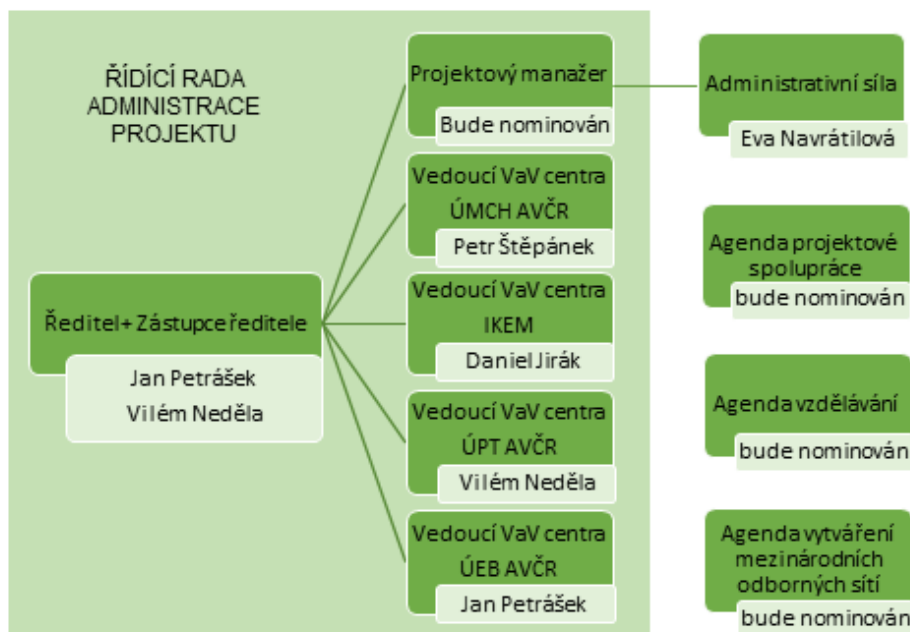 ŘÍDÍCÍ RADA
ADMINISTRACE
PROJEKTU
Ředitel+ Zástupce ředitele
Jan Petrášek
Vilém Neděla
Projektový manažer
Bude nominován
Vedoucí VaV centra
ÚMCH AVČR
Petr Štěpánek
Vedoucí VaV centra
IKEM
Daniel Jirák
Vedoucí VaV centra
ÚPT AVČR
Vilém Neděla
Vedoucí VaV centra
ÚEB AVČR
Jan Petrášek
Administrativní síla
Eva Navrátilová
Agenda projektové
spolupráce
bude nominován
Agenda vzdělávání
bude nominován
Agenda vytváření
mezinárodních
odborných sítí
bude nominován